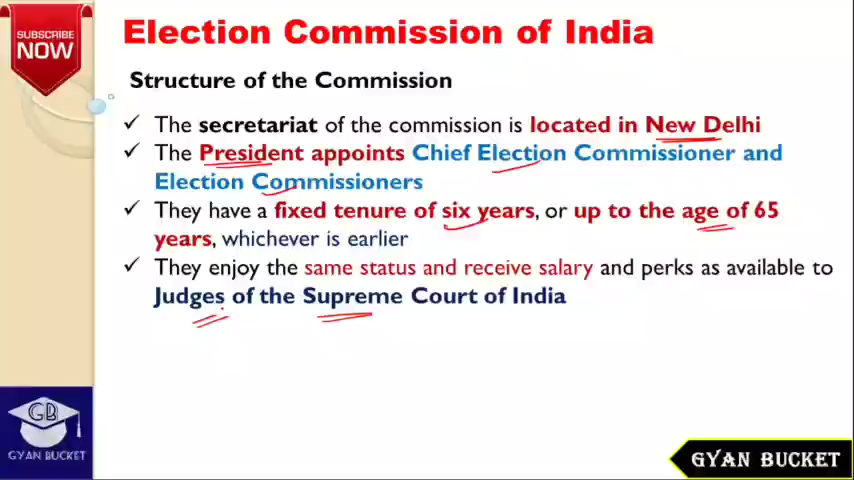 SUBSCRIBE
NOW
Election Commission of India
Structure of the Commission
✓ The secretariat of the commission is located in New Delhi
✓ The President appoints Chief Election Commissioner and
Election Commissioners
✓ They have a fixed tenure of six years, or up to the age of 65
years, whichever is earlier
✓ They enjoy the same status and receive salary and perks as available to
Judges of the Supreme Court of India
GB
GYAN BUCKET
GYAN BUCKET